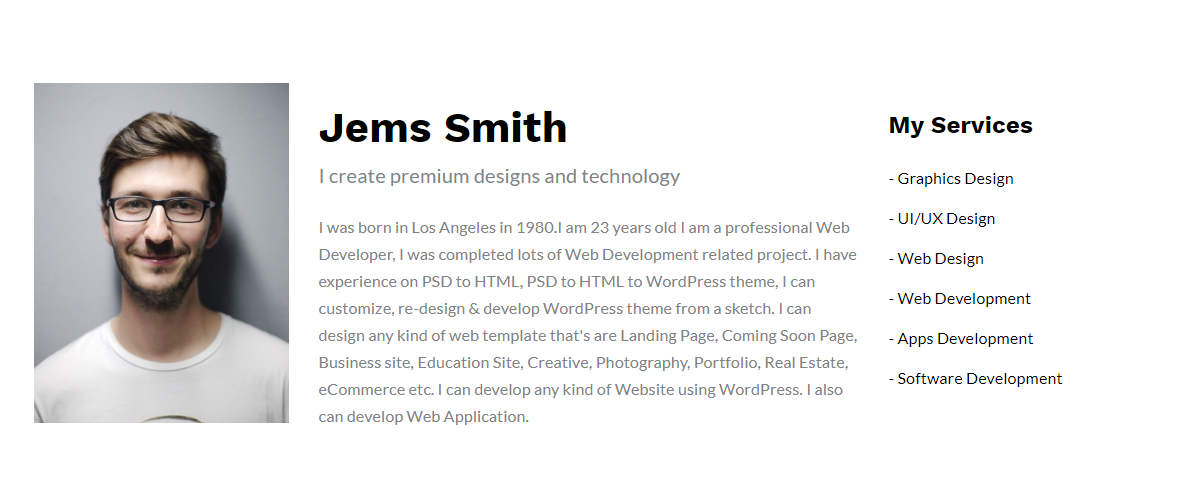 Jems Smith
I create premium designs and technology
I was born in Los Angeles in 1980.I am 23 years old I am a professional Web
Developer, I was completed lots of Web Development related project. I have
experience on PSD to HTML, PSD to HTML to WordPress theme, I can
customize, re-design & develop WordPress theme from a sketch. I can
design any kind of web template that's are Landing Page, Coming Soon Page,
Business site, Education Site, Creative, Photography, Portfolio, Real Estate,
eCommerce etc. I can develop any kind of Website using WordPress. I also
can develop Web Application.
My Services
- Graphics Design
- UI/UX Design
- Web Design
- Web Development
- Apps Development
- Software Development